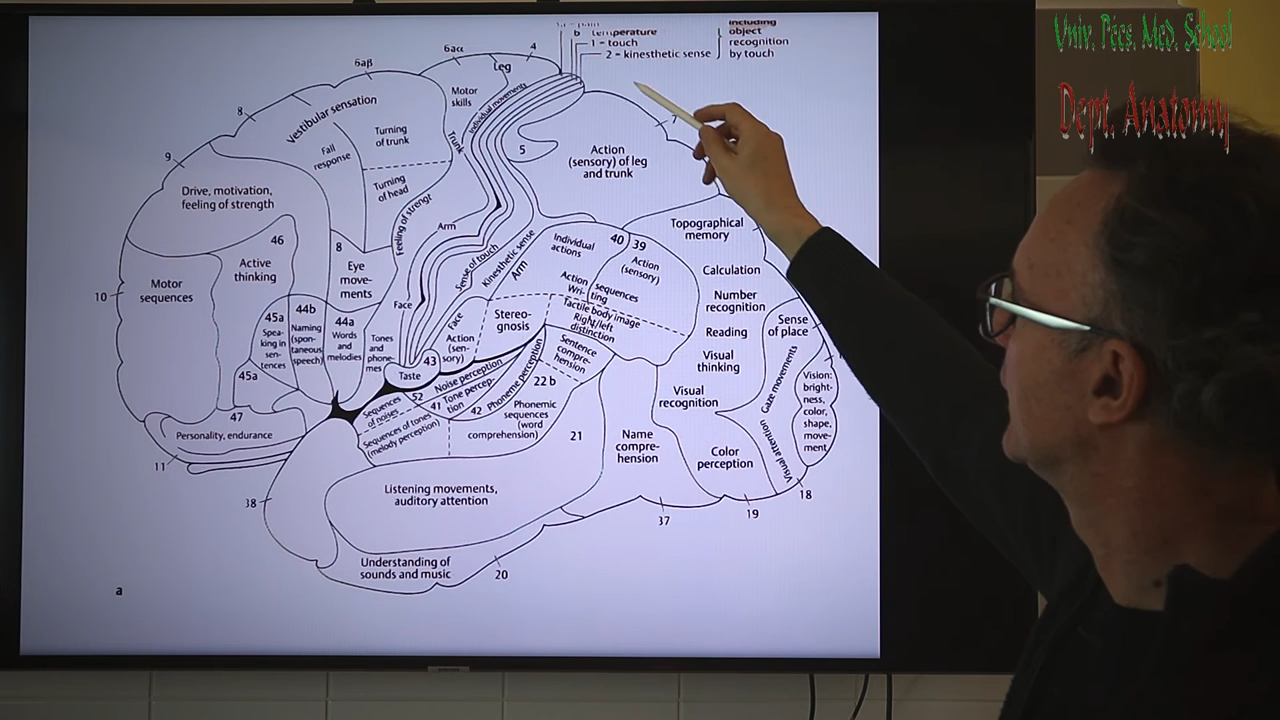 Univ. Pécs. Med. School
Dept. Anatomy
b temperature
1 - touch
2 - kinesthetic sense
including
object
recognition
by touch
6aα
4
6aβ
8
9
10
11
Leg
Motor
skills
Individual movements
Trunk
Vestibular sensation
Fall
response
Turning
of trunk
Turning
of head
Feeling of strengt
Arm
Face
5
Action
(sensory) of leg
and trunk
Drive, motivation,
feeling of strength
46
Active
thinking
Motor
sequences
8
Eye
move-
ments
Sense of touch
Kinesthetic sense
Arm
Face
Individual
actions
40
39
Action
(sensory)
Action sequences
Wri- ting
Tactile body image
Right/left
distinction
Topographical
memory
Calculation
Number
recognition
Reading
Visual
thinking
Visual
recognition
Sense
of place
Gaze movements
Visual attention
Vision:
bright-
ness,
color,
shape,
move-
ment
45a
Spea-
king in
sen-
tences
45a
44b
Naming
(spon-
taneous
speech)
44a
Words
and
melodies
Tones
and
phone-
mes
43
Taste
Action
(sen-
sory)
Stereo-
gnosis
Sentence
compre-
hension
52
Noise perception
Sequences
of noises
41
Tone percep-
tion
42
Phoneme perception
22 b
Sequences of tones
(melody perception)
Phonemic
sequences
(word
comprehension)
47
Personality, endurance
21
Name
compre-
hension
Color
perception
38
Listening movements,
auditory attention
Understanding of
sounds and music
20
37
19
18
a